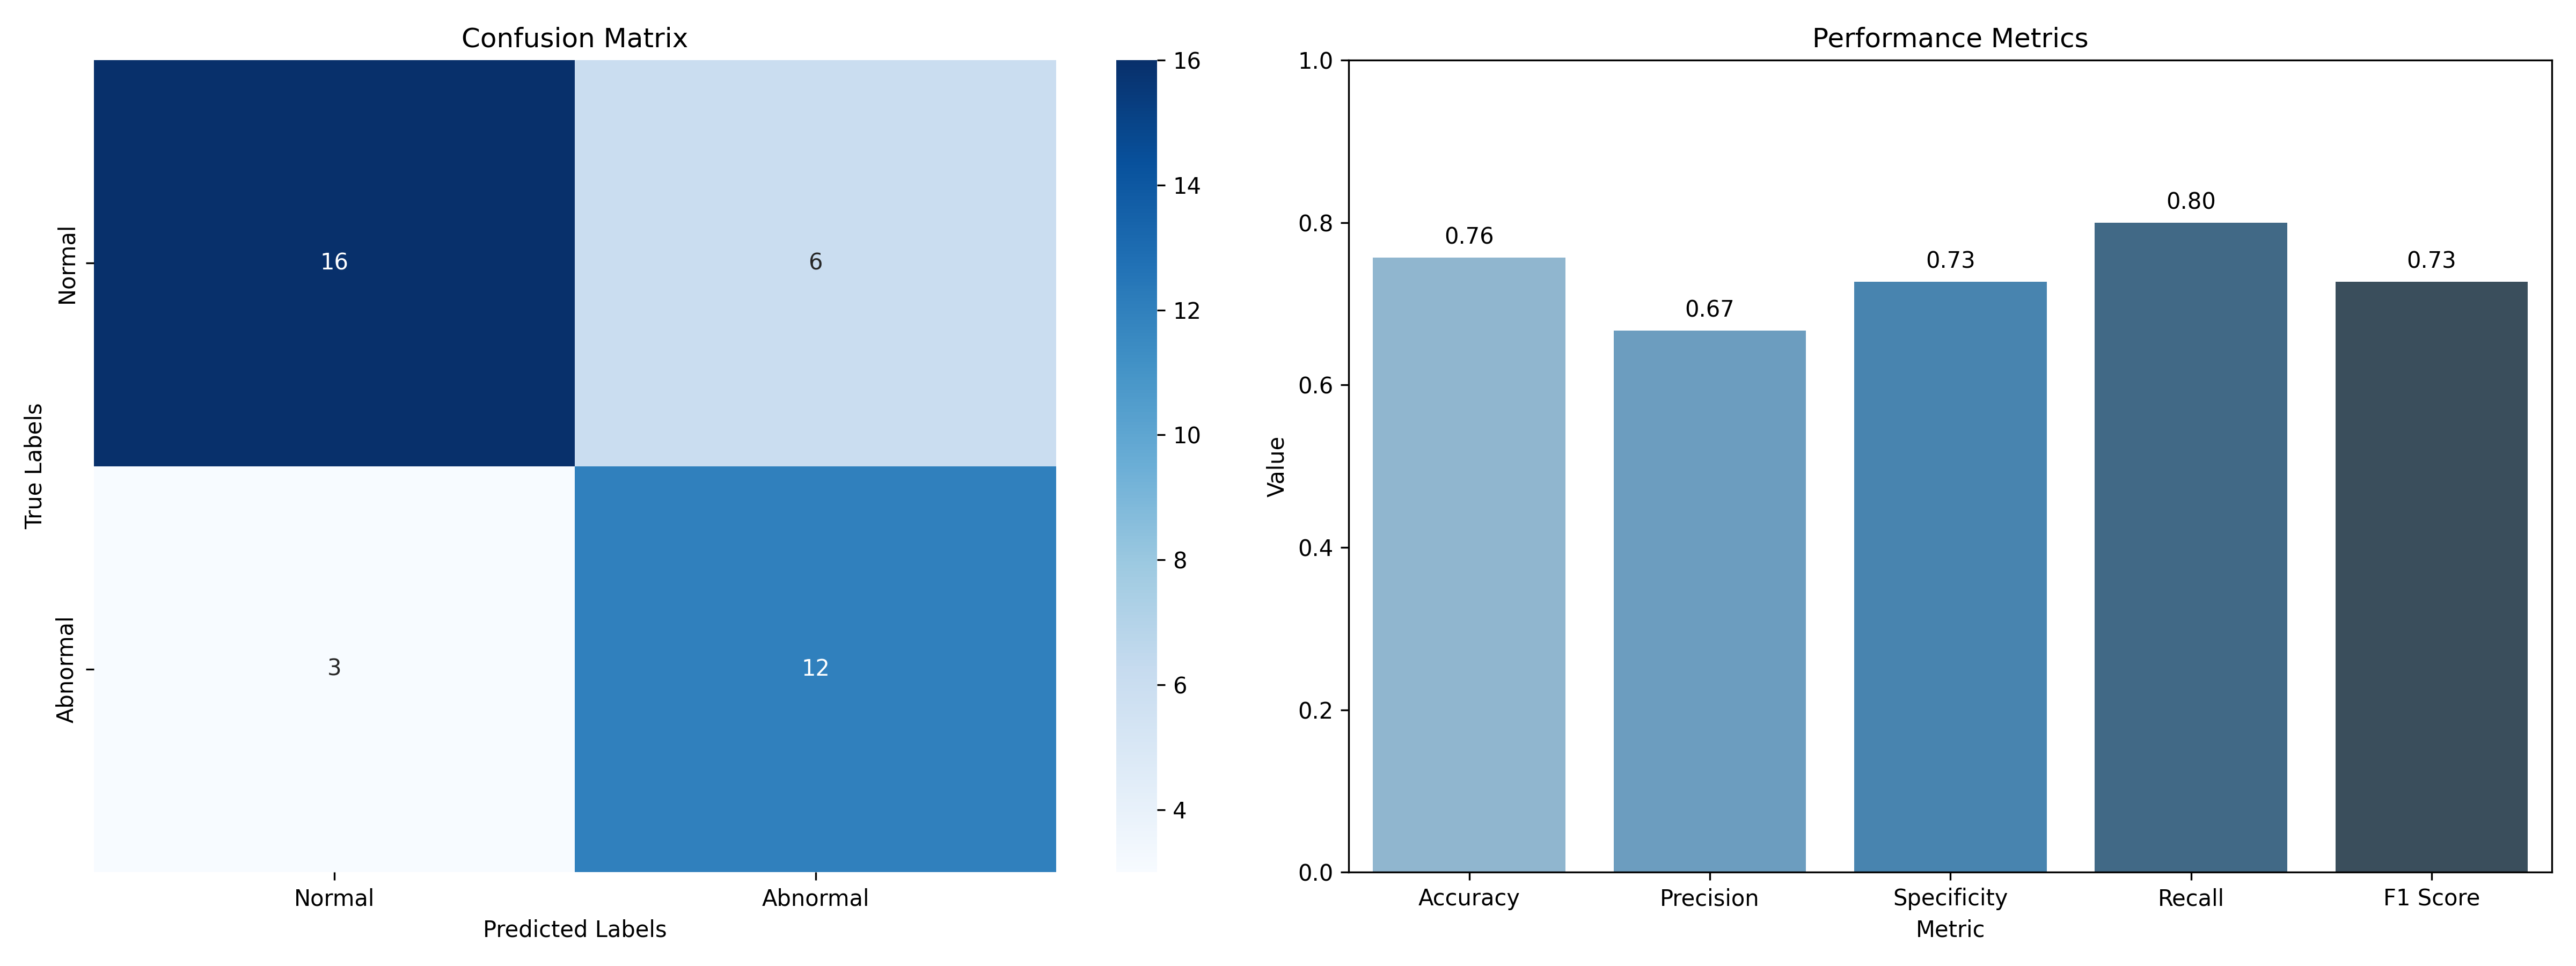 Confusion Matrix
True Labels
Normal
Abnormal
16
6
3
12
Normal
Abnormal
Predicted Labels
16
14
12
10
8
6
4
Performance Metrics
Value
1.0
0.8
0.6
0.4
0.2
0.0
0.76
0.67
0.73
0.80
0.73
Accuracy
Precision
Specificity
Recall
F1 Score
Metric